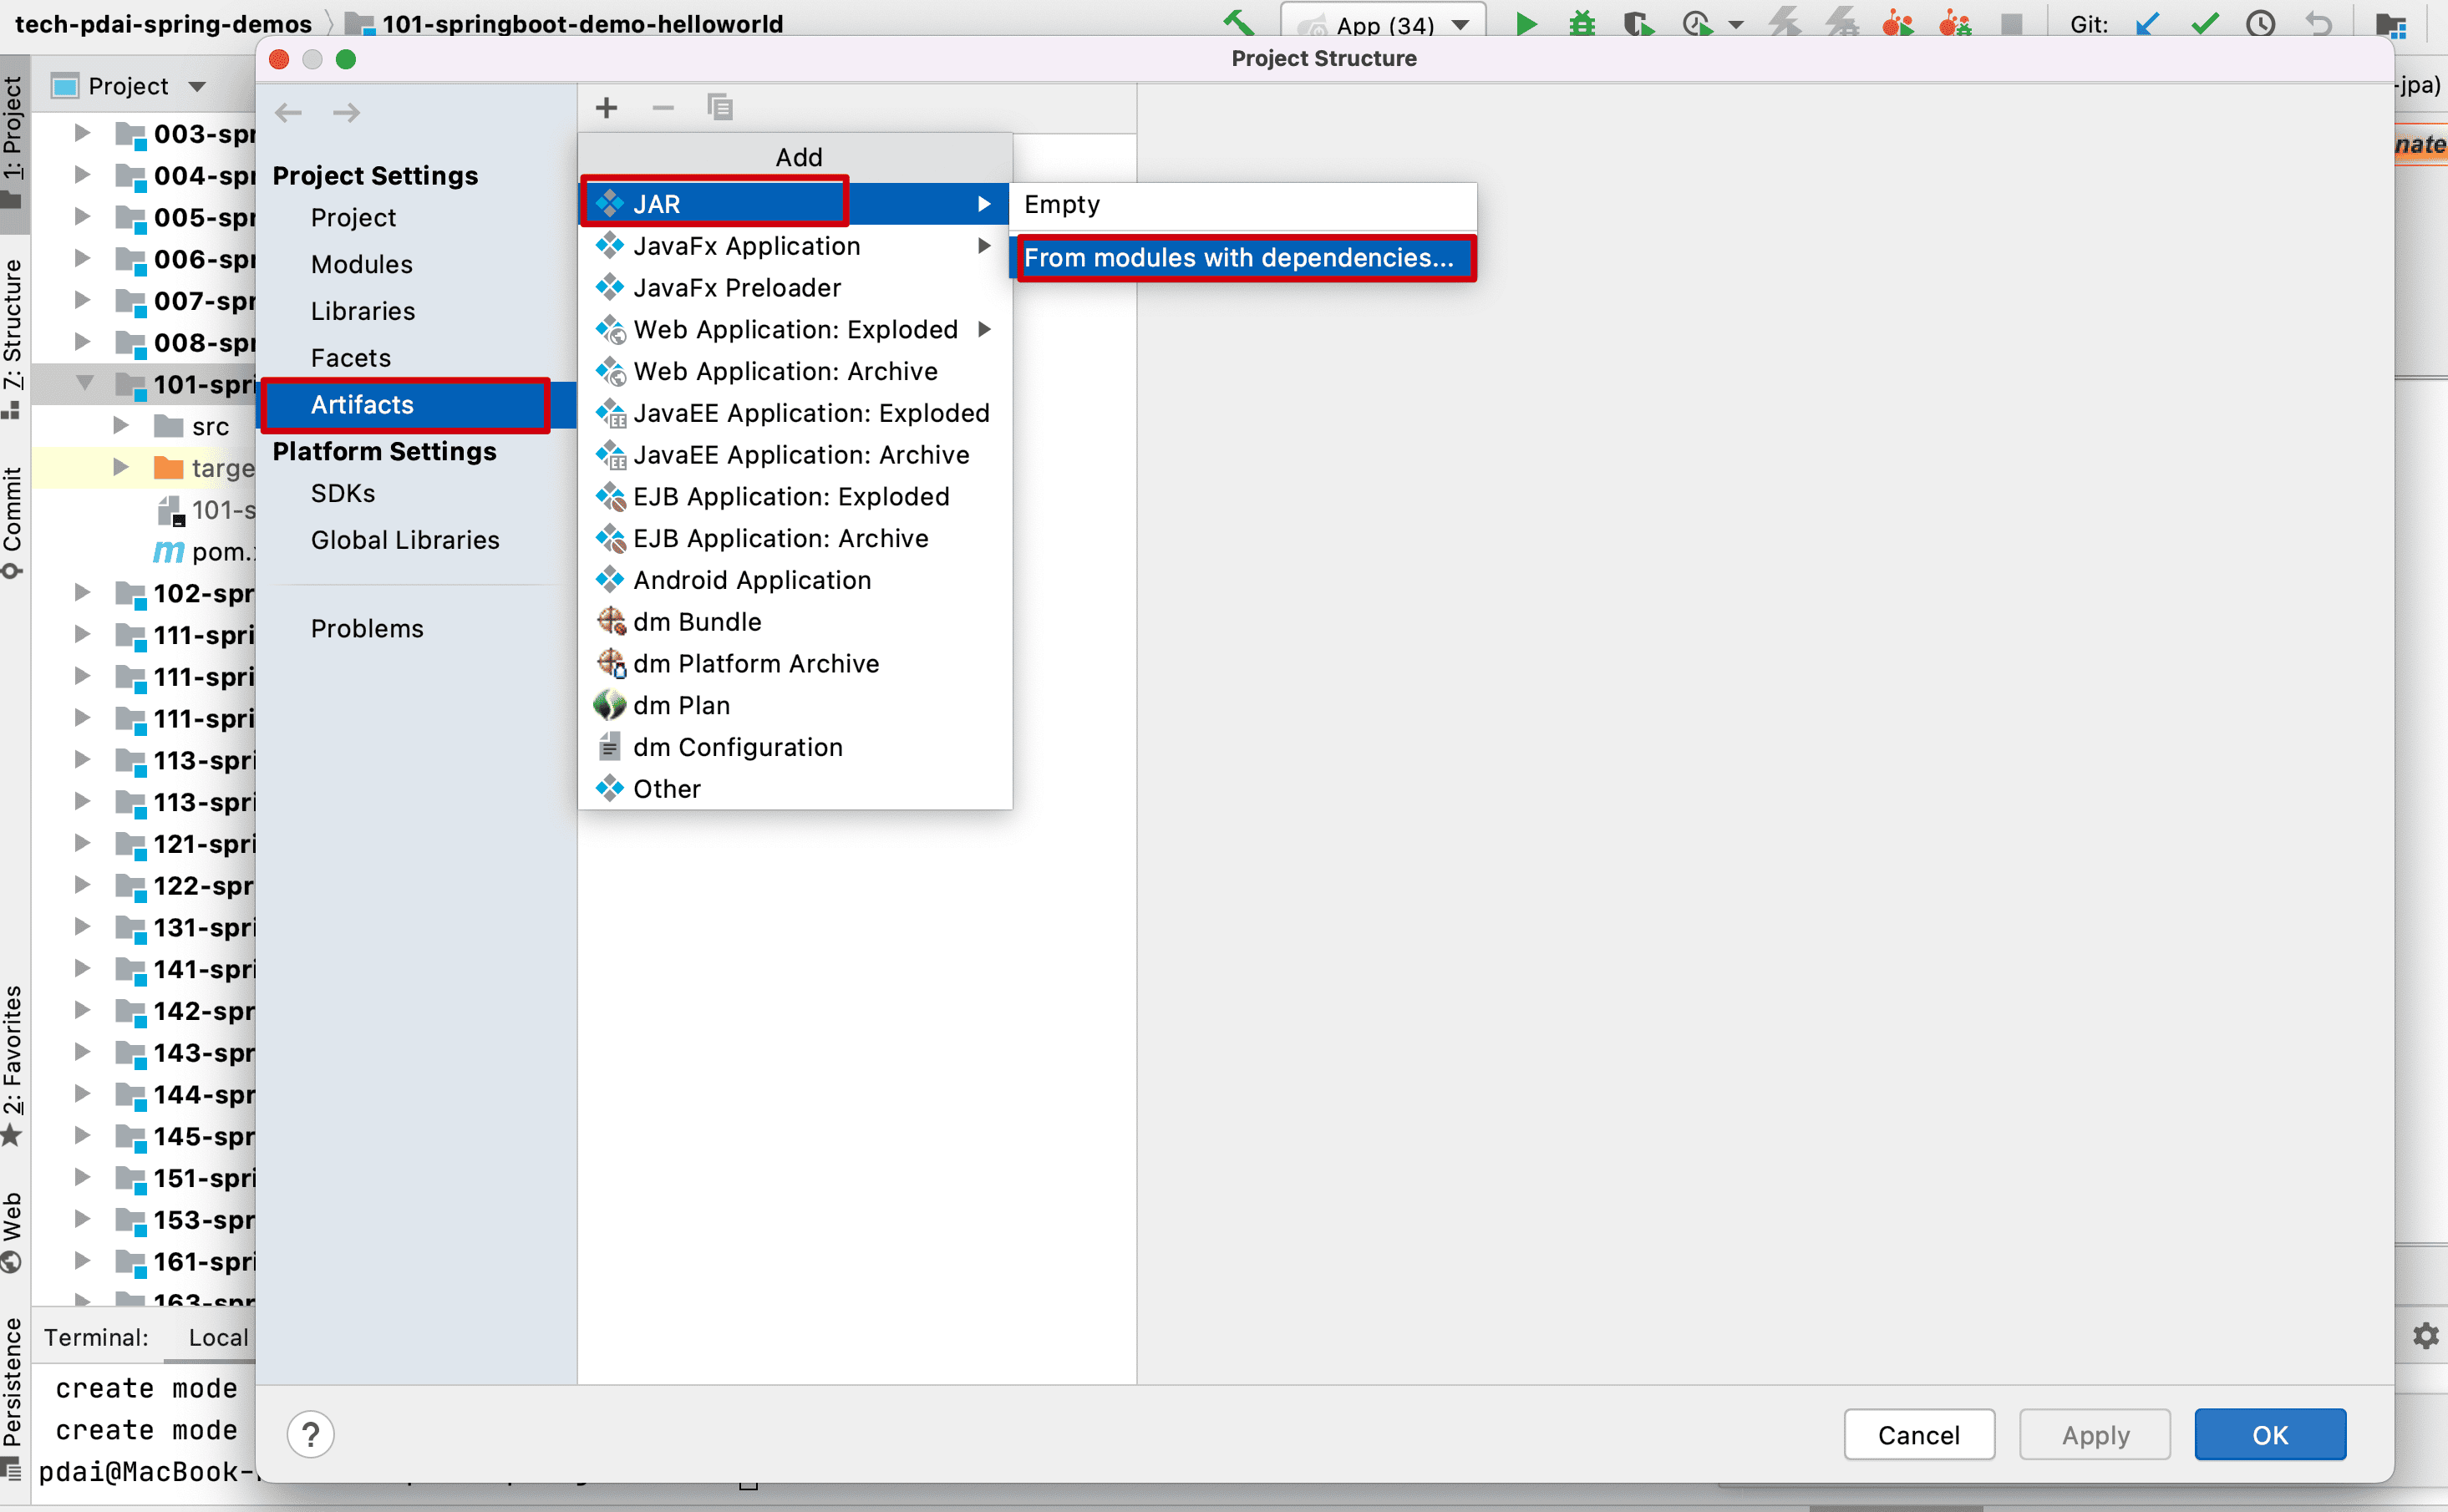 tech-pdai-spring-demos
101-springboot-demo-helloworld
App (34)
Git:
Project Structure
1: Project
7: Structure
Commit
2: Favorites
Web
Persistence
Project
003-spr
004-spr
005-spr
006-spr
007-spr
008-spr
101-spri
src
targe
101-s
pom.x
102-spr
111-spri
111-spri
111-spri
113-spri
113-spri
121-spri
122-spr
131-spri
141-spri
142-spr
143-spr
144-spr
145-spr
151-spri
153-spr
161-spri
163-spr
Project Settings
Project
Modules
Libraries
Facets
Artifacts
Platform Settings
SDKs
Global Libraries
Problems
Add
JAR
JavaFx Application
JavaFx Preloader
Web Application: Exploded
Web Application: Archive
JavaEE Application: Exploded
JavaEE Application: Archive
EJB Application: Exploded
EJB Application: Archive
Android Application
dm Bundle
dm Platform Archive
dm Plan
dm Configuration
Other
Empty
From modules with dependencies...
-jpa)
nate
Terminal:
Local
create mode
create mode
pdai@MacBook-
?
Cancel
Apply
OK